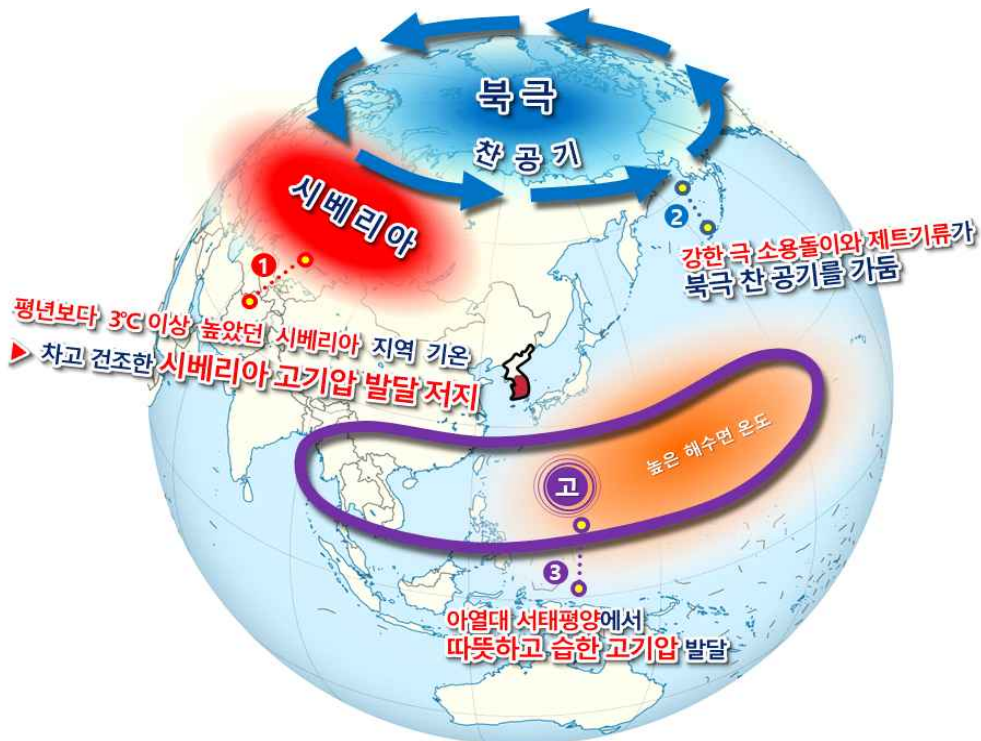 북극
찬 공기
시베리아
1
평년보다 3℃ 이상 높았던 시베리아 지역 기온
▶ 차고 건조한 시베리아 고기압 발달 저지
2
강한 극 소용돌이와 제트기류가
북극 찬 공기를 가둠
높은 해수면 온도
고
3
아열대 서태평양에서
따뜻하고 습한 고기압 발달